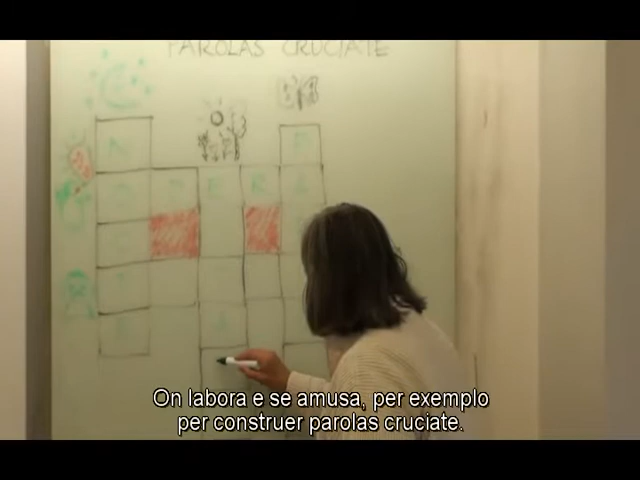 PAROLAS CRUCIATE
N
F
O D E R A
C
T
E
A
On labora e se amusa, per exemplo
per construer parolas cruciate.